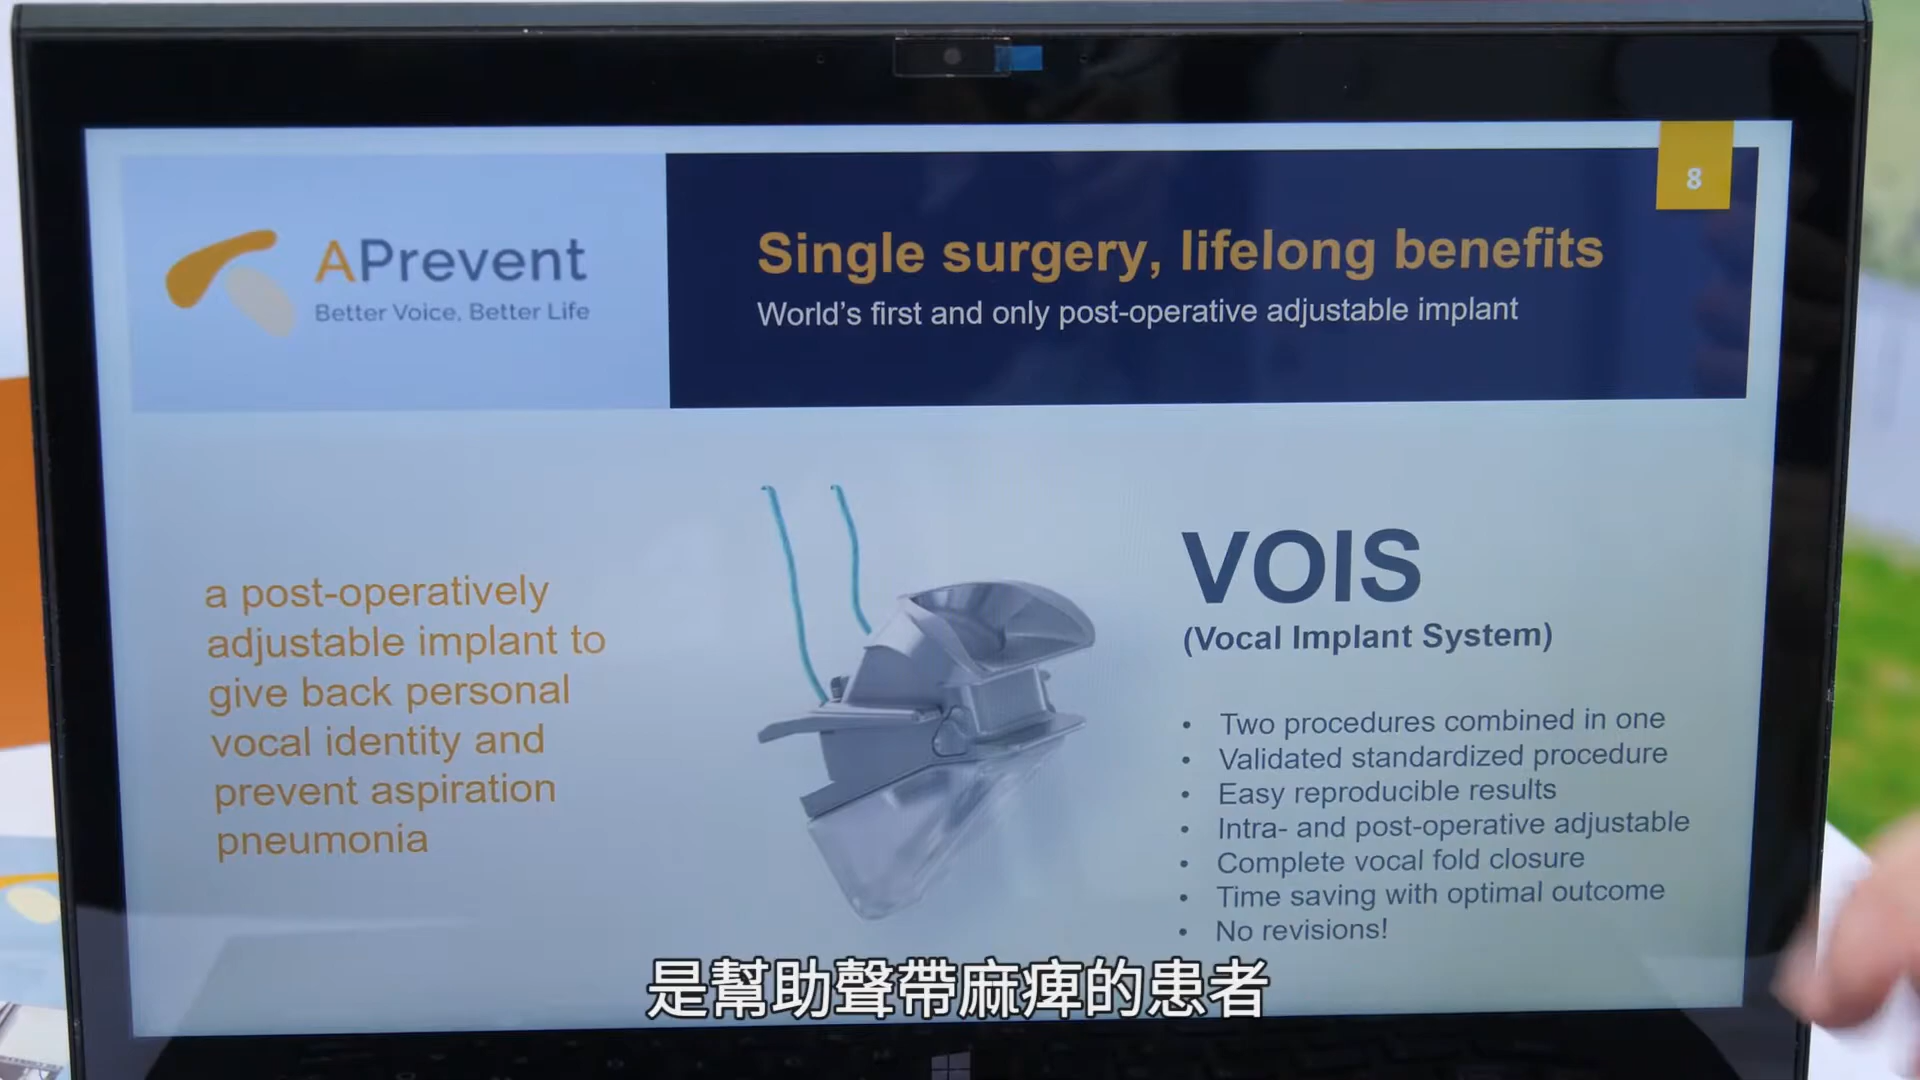 8
APrevent
Better Voice, Better Life
Single surgery, lifelong benefits
World's first and only post-operative adjustable implant
a post-operatively
adjustable implant to
give back personal
vocal identity and
prevent aspiration
pneumonia
VOIS
(Vocal Implant System)
• Two procedures combined in one
• Validated standardized procedure
• Easy reproducible results
• Intra- and post-operative adjustable
• Complete vocal fold closure
• Time saving with optimal outcome
• No revisions!
是幫助聲帶麻痺的患者